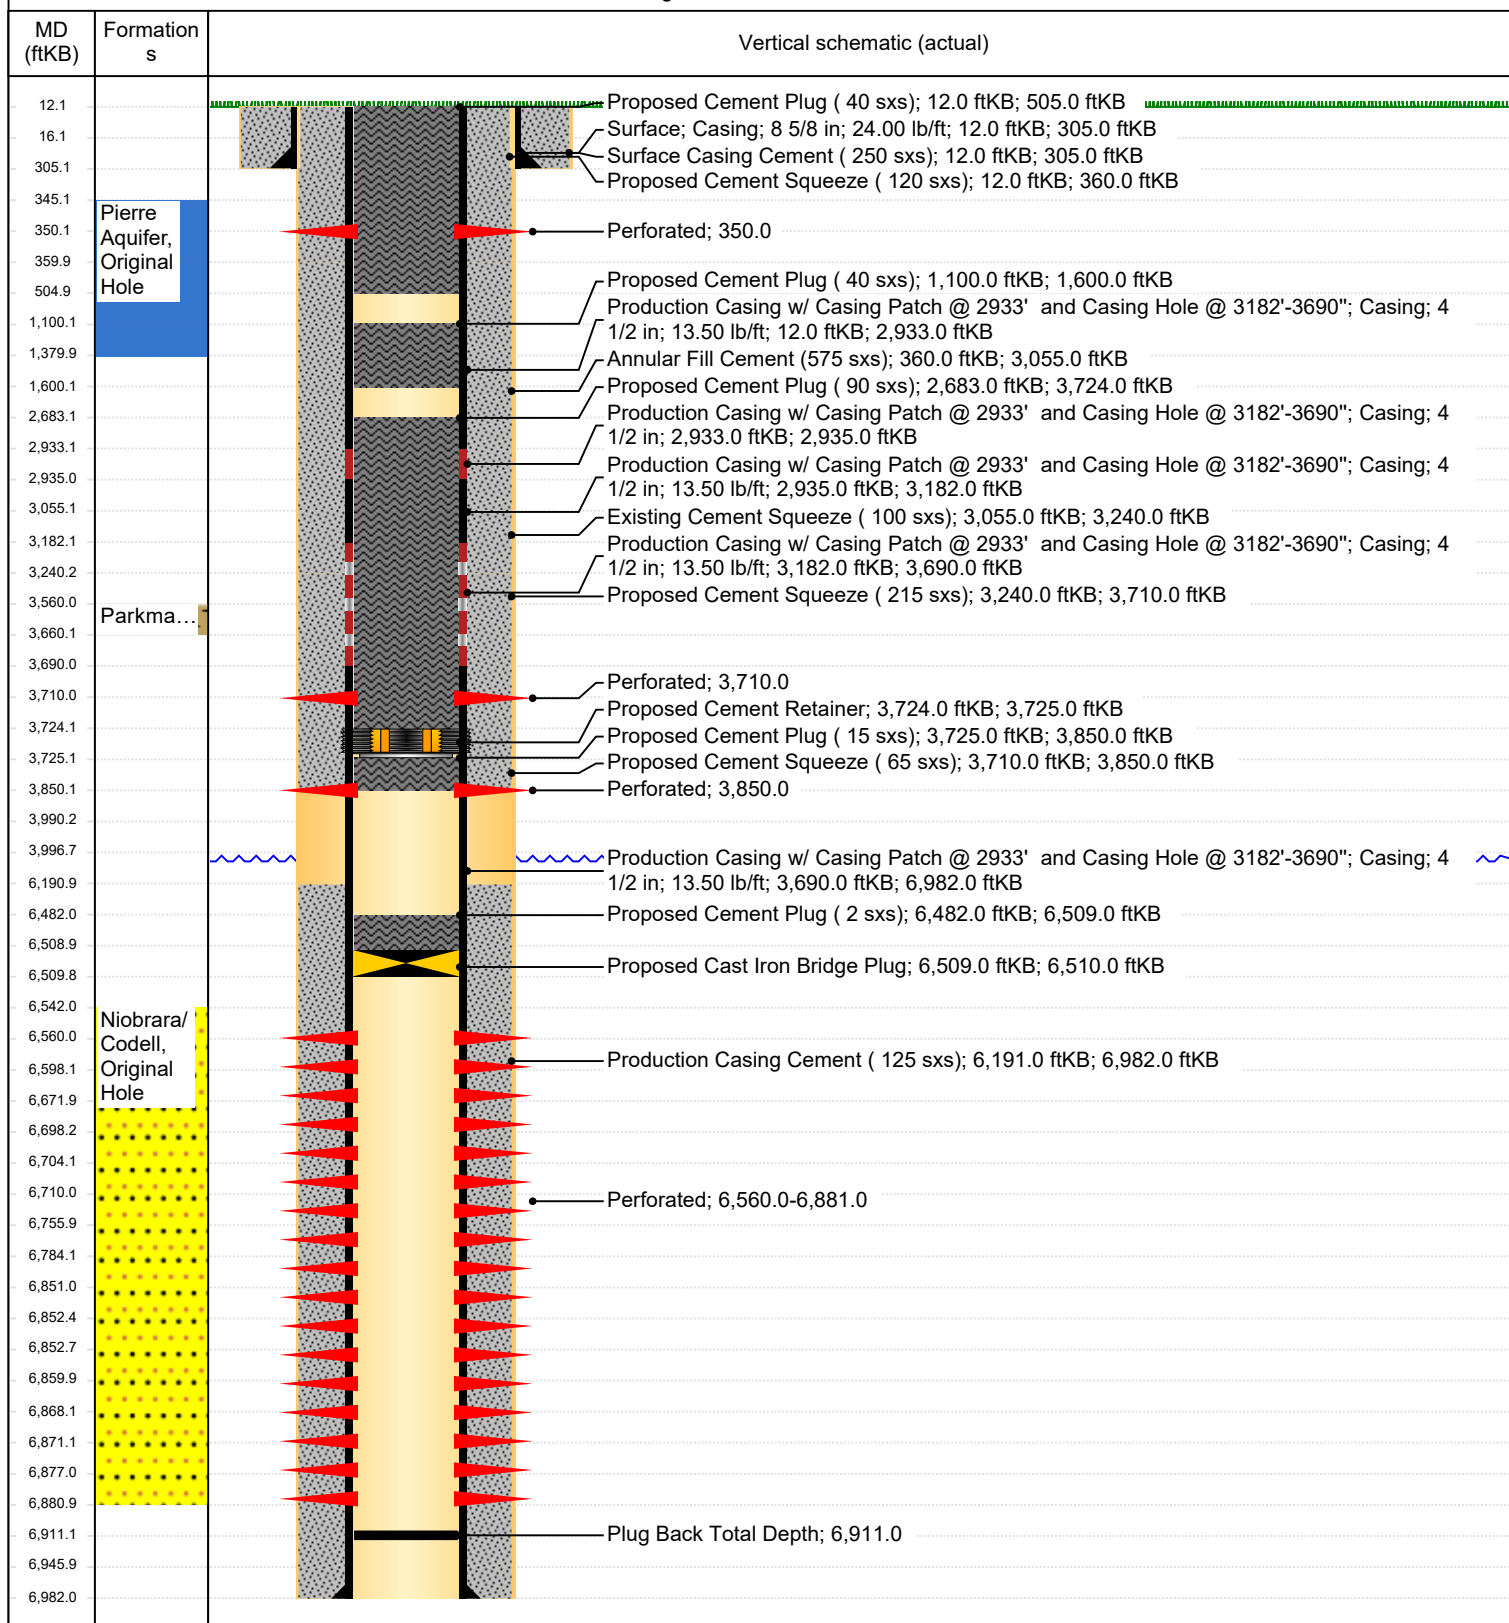 MD
(ftKB)
Formation
s
Vertical schematic (actual)
12.1
16.1
305.1
345.1
350.1
359.9
504.9
1,100.1
1,379.9
1,600.1
2,683.1
2,933.1
2,935.0
3,055.1
3,182.1
3,240.2
3,560.0
3,660.1
3,690.0
3,710.0
3,724.1
3,725.1
3,850.1
3,990.2
3,996.7
6,190.9
6,482.0
6,508.9
6,509.8
6,542.0
6,560.0
6,598.1
6,671.9
6,698.2
6,704.1
6,710.0
6,755.9
6,784.1
6,851.0
6,852.4
6,852.7
6,859.9
6,868.1
6,871.1
6,877.0
6,880.9
6,911.1
6,945.9
6,982.0
Pierre
Aquifer,
Original
Hole
Parkma…
Niobrara/
Codell,
Original
Hole
Proposed Cement Plug ( 40 sxs); 12.0 ftKB; 505.0 ftKB
Surface; Casing; 8 5/8 in; 24.00 lb/ft; 12.0 ftKB; 305.0 ftKB
Surface Casing Cement ( 250 sxs); 12.0 ftKB; 305.0 ftKB
Proposed Cement Squeeze ( 120 sxs); 12.0 ftKB; 360.0 ftKB
Perforated; 350.0
Proposed Cement Plug ( 40 sxs); 1,100.0 ftKB; 1,600.0 ftKB
Production Casing w/ Casing Patch @ 2933'  and Casing Hole @ 3182'-3690"; Casing; 4
1/2 in; 13.50 lb/ft; 12.0 ftKB; 2,933.0 ftKB
Annular Fill Cement (575 sxs); 360.0 ftKB; 3,055.0 ftKB
Proposed Cement Plug ( 90 sxs); 2,683.0 ftKB; 3,724.0 ftKB
Production Casing w/ Casing Patch @ 2933'  and Casing Hole @ 3182'-3690"; Casing; 4
1/2 in; 2,933.0 ftKB; 2,935.0 ftKB
Production Casing w/ Casing Patch @ 2933'  and Casing Hole @ 3182'-3690"; Casing; 4
1/2 in; 13.50 lb/ft; 2,935.0 ftKB; 3,182.0 ftKB
Existing Cement Squeeze ( 100 sxs); 3,055.0 ftKB; 3,240.0 ftKB
Production Casing w/ Casing Patch @ 2933'  and Casing Hole @ 3182'-3690"; Casing; 4
1/2 in; 13.50 lb/ft; 3,182.0 ftKB; 3,690.0 ftKB
Proposed Cement Squeeze ( 215 sxs); 3,240.0 ftKB; 3,710.0 ftKB
Perforated; 3,710.0
Proposed Cement Retainer; 3,724.0 ftKB; 3,725.0 ftKB
Proposed Cement Plug ( 15 sxs); 3,725.0 ftKB; 3,850.0 ftKB
Proposed Cement Squeeze ( 65 sxs); 3,710.0 ftKB; 3,850.0 ftKB
Perforated; 3,850.0
Production Casing w/ Casing Patch @ 2933'  and Casing Hole @ 3182'-3690"; Casing; 4
1/2 in; 13.50 lb/ft; 3,690.0 ftKB; 6,982.0 ftKB
Proposed Cement Plug ( 2 sxs); 6,482.0 ftKB; 6,509.0 ftKB
Proposed Cast Iron Bridge Plug; 6,509.0 ftKB; 6,510.0 ftKB
Production Casing Cement ( 125 sxs); 6,191.0 ftKB; 6,982.0 ftKB
Perforated; 6,560.0-6,881.0
Plug Back Total Depth; 6,911.0